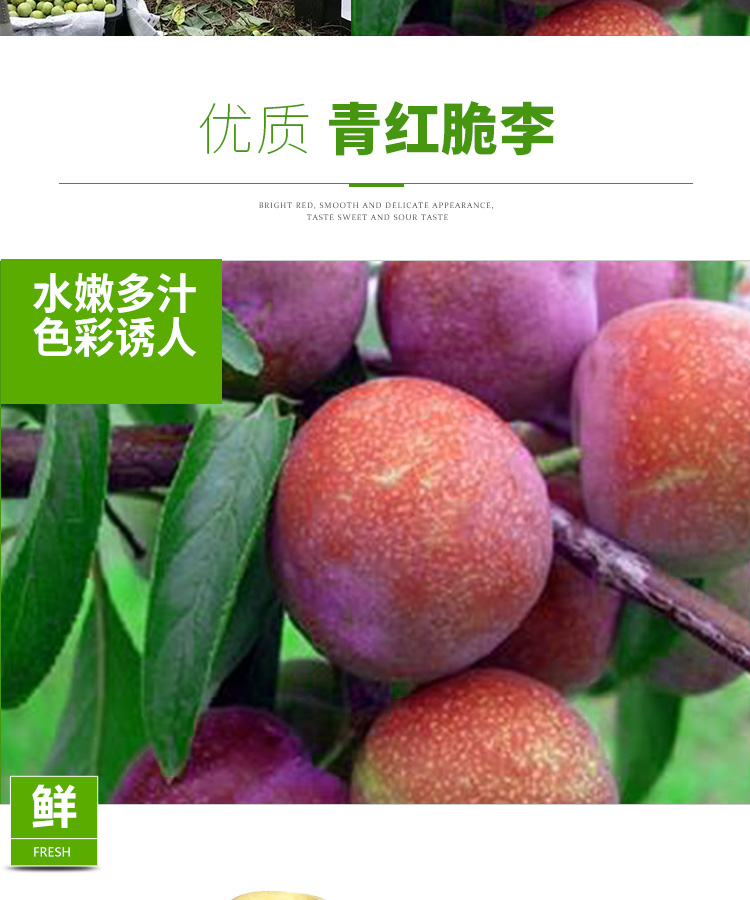 优质 青红脆李
BRIGHT RED, SMOOTH AND DELICATE APPEARANCE,
TASTE SWEET AND SOUR TASTE
水嫩多汁
色彩诱人
鲜
FRESH